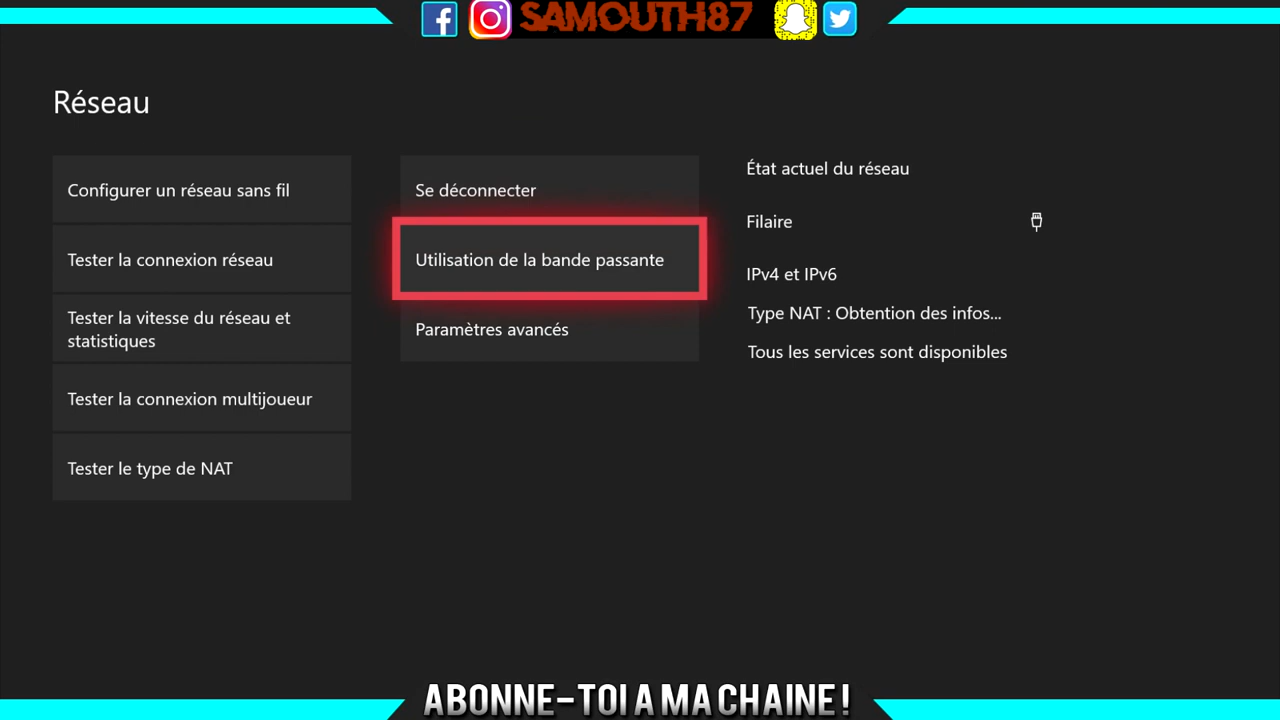 SAMOUTH87
Réseau
Configurer un réseau sans fil
Tester la connexion réseau
Tester la vitesse du réseau et
statistiques
Tester la connexion multijoueur
Tester le type de NAT
Se déconnecter
Utilisation de la bande passante
Paramètres avancés
État actuel du réseau
Filaire
IPv4 et IPv6
Type NAT : Obtention des infos...
Tous les services sont disponibles
ABONNE-TOI A MA CHAINE !